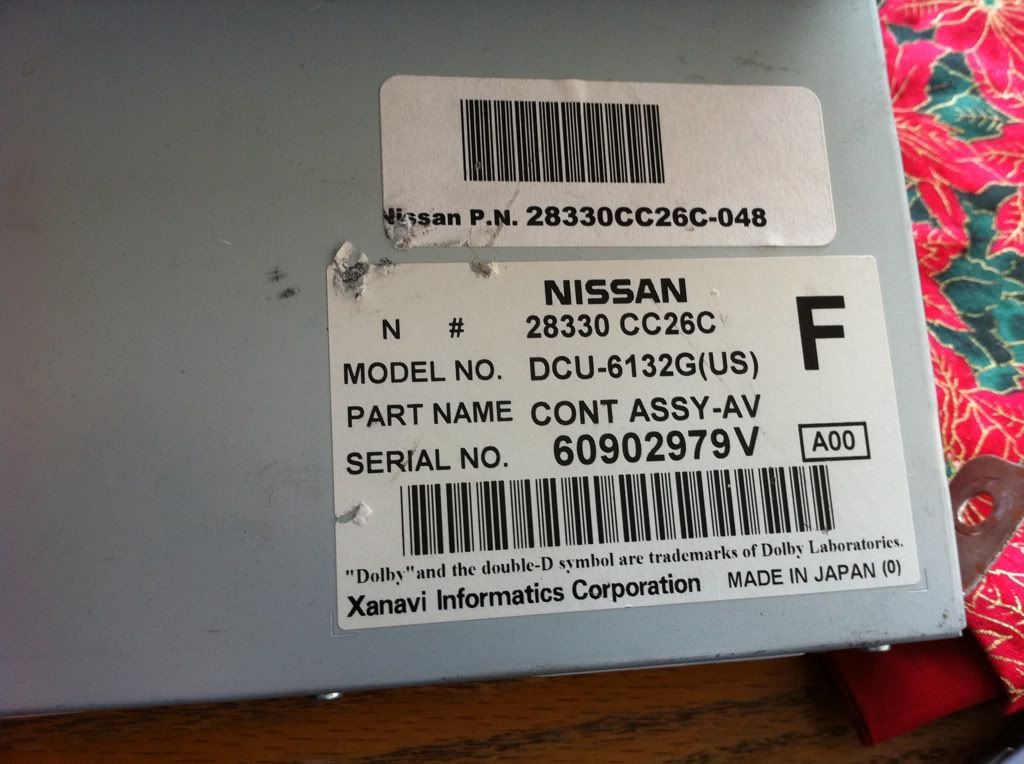 Nissan P.N. 28330CC26C-048
NISSAN
N # 28330 CC26C F
MODEL NO. DCU-6132G(US)
PART NAME CONT ASSY-AV
SERIAL NO. 60902979V A00
"Dolby"and the double-D symbol are trademarks of Dolby Laboratories.
Xanavi Informatics Corporation MADE IN JAPAN (0)